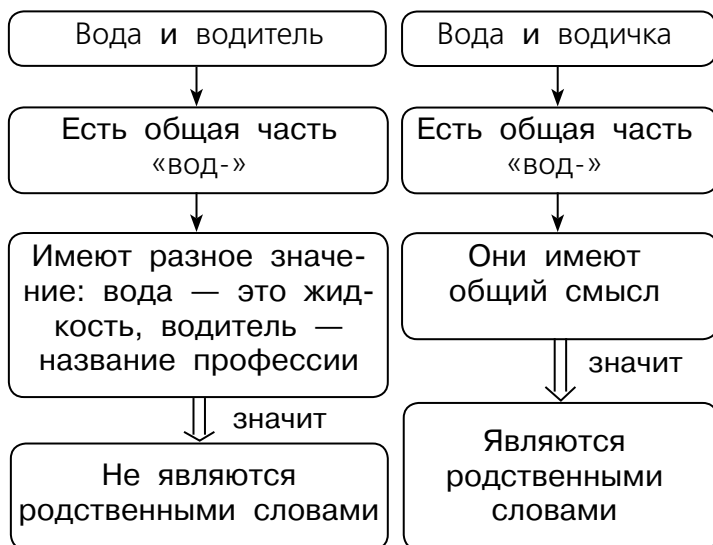 Вода и водитель
Есть общая часть
«вод-»
Имеют разное значе-
ние: вода — это жид-
кость, водитель —
название профессии
значит
Не являются
родственными словами
Вода и водичка
Есть общая часть
«вод-»
Они имеют
общий смысл
значит
Являются
родственными
словами